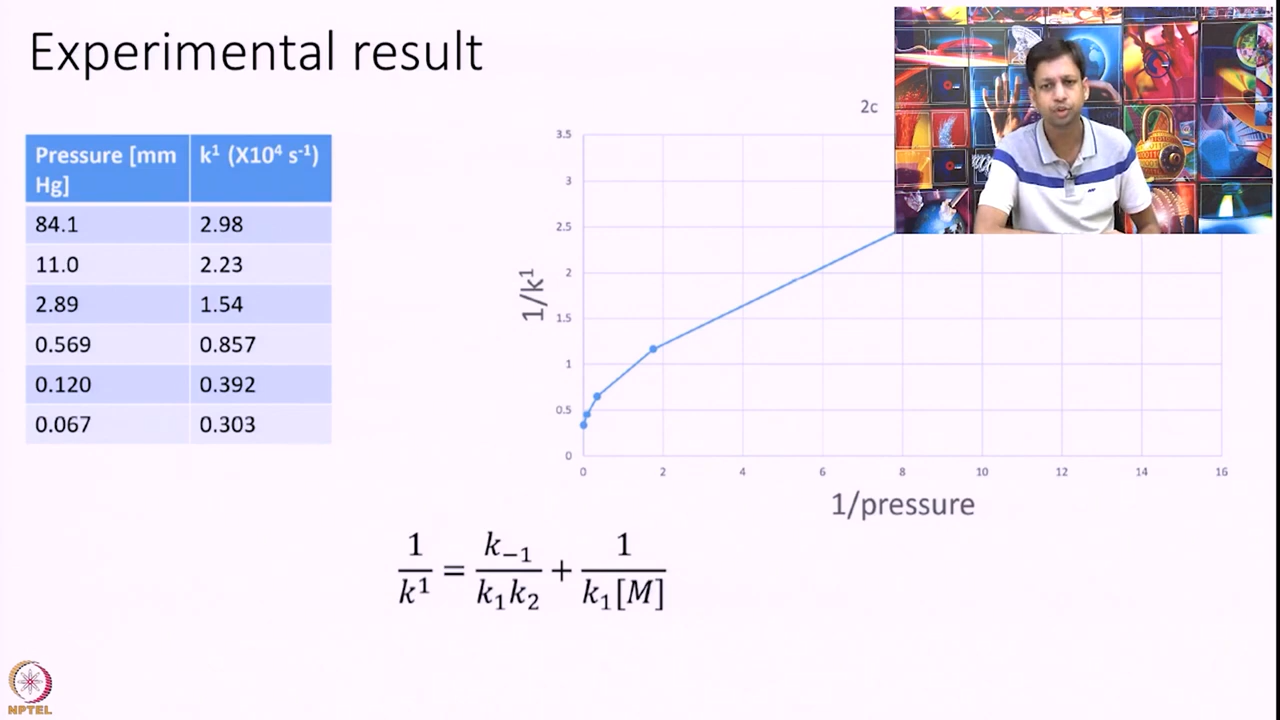 Experimental result
Pressure [mm Hg] k¹ (X10⁴ s⁻¹)
84.1 2.98
11.0 2.23
2.89 1.54
0.569 0.857
0.120 0.392
0.067 0.303
2c
3.5
3
2.5
2
1.5
1
0.5
0
0 2 4 6 8 10 12 14 16
1/k¹
1/pressure
1/k¹ = k₋₁/k₁k₂ + 1/k₁[M]
NPTEL